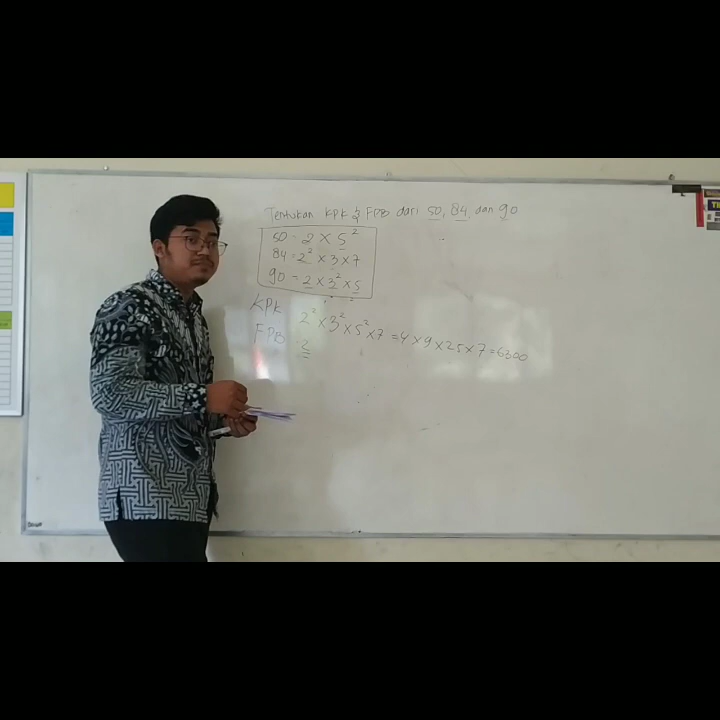 Tentukan KPK & FPB dari 50, 84 dan 90
50 = 2 × 5²
84 = 2² × 3 × 7
90 = 2 × 3² × 5
KPK 2² × 3² × 5² × 7 = 4 × 9 × 25 × 7 = 6300
FPB 2